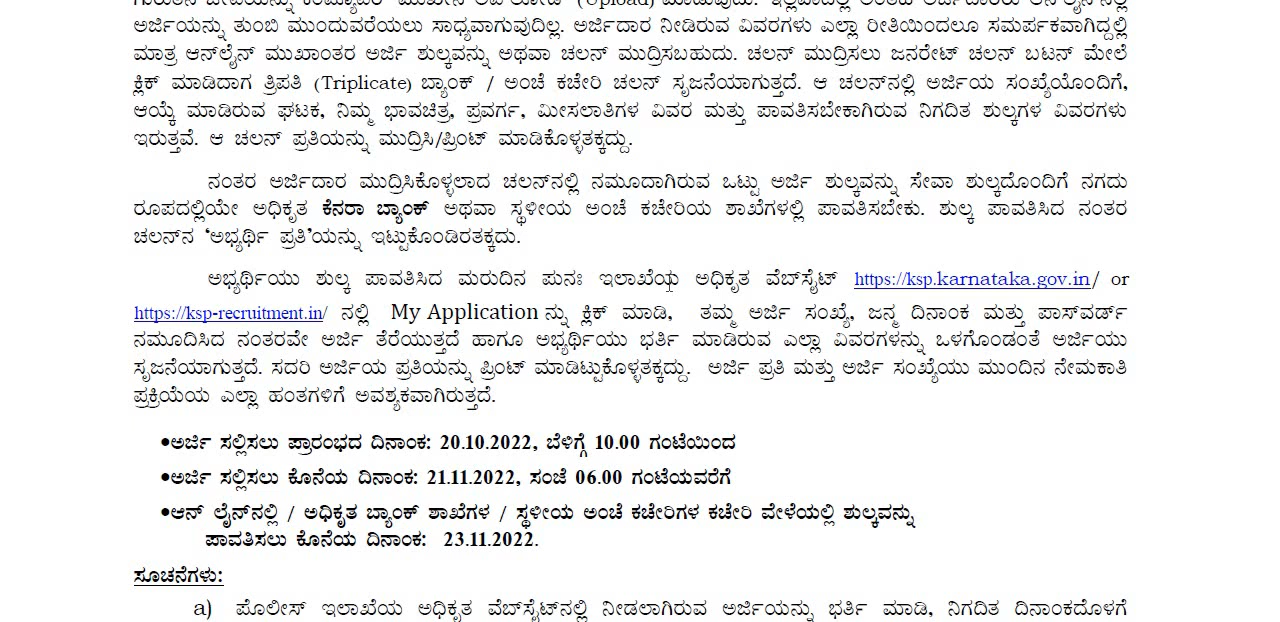 ಅರ್ಜಿಯನ್ನು ತುಂಬಿ ಮುಂದುವರೆಯಲು ಸಾಧ್ಯವಾಗುವುದಿಲ್ಲ. ಅರ್ಜಿದಾರ ನೀಡಿರುವ ವಿವರಗಳು ಎಲ್ಲಾ ರೀತಿಯಿಂದಲೂ ಸಮರ್ಪಕವಾಗಿದ್ದಲ್ಲಿ
ಮಾತ್ರ ಆನ್‌ಲೈನ್ ಮುಖಾಂತರ ಅರ್ಜಿ ಶುಲ್ಕವನ್ನು ಅಥವಾ ಚಲನ್ ಮುದ್ರಿಸಬಹದು. ಚಲನ್ ಮುದ್ರಿಸಲು ಜನರೇಟ್ ಚಲನ್ ಬಟನ್ ಮೇಲೆ
ಕ್ಲಿಕ್ ಮಾಡಿದಾಗ ತ್ರಿಪತಿ (Triplicate) ಬ್ಯಾಂಕ್ / ಅಂಚೆ ಕಚೇರಿ ಚಲನ್ ಸೃಜನೆಯಾಗುತ್ತದೆ. ಆ ಚಲನ್‌ನಲ್ಲಿ ಅರ್ಜಿಯ ಸಂಖ್ಯೆಯೊಂದಿಗೆ,
ಆಯ್ಕೆ ಮಾಡಿರುವ ಘಟಕ, ನಿಮ್ಮ ಭಾವಚಿತ್ರ, ಪ್ರವರ್ಗ, ಮೀಸಲಾತಿಗಳ ವಿವರ ಮತ್ತು ಪಾವತಿಸಬೇಕಾಗಿರುವ ನಿಗದಿತ ಶುಲ್ಕಗಳ ವಿವರಗಳು
ಇರುತ್ತವೆ. ಆ ಚಲನ್ ಪ್ರತಿಯನ್ನು ಮುದ್ರಿಸಿ/ಪ್ರಿಂಟ್ ಮಾಡಿಕೊಳ್ಳತಕ್ಕದ್ದು.
ನಂತರ ಅರ್ಜಿದಾರ ಮುದ್ರಿಸಿಕೊಳ್ಳಲಾದ ಚಲನ್‌ನಲ್ಲಿ ನಮೂದಾಗಿರುವ ಒಟ್ಟು ಅರ್ಜಿ ಶುಲ್ಕವನ್ನು ಸೇವಾ ಶುಲ್ಕದೊಂದಿಗೆ ನಗದು
ರೂಪದಲ್ಲಿಯೇ ಅಧಿಕೃತ ಕೆನರಾ ಬ್ಯಾಂಕ್ ಅಥವಾ ಸ್ಥಳೀಯ ಅಂಚೆ ಕಚೇರಿಯ ಶಾಖೆಗಳಲ್ಲಿ ಪಾವತಿಸಬೇಕು. ಶುಲ್ಕ ಪಾವತಿಸಿದ ನಂತರ
ಚಲನ್‌ನ ‘ಅಭ್ಯರ್ಥಿ ಪ್ರತಿ’ಯನ್ನು ಇಟ್ಟುಕೊಂಡಿರತಕ್ಕದು.
ಅಭ್ಯರ್ಥಿಯು ಶುಲ್ಕ ಪಾವತಿಸಿದ ಮರುದಿನ ಪುನಃ ಇಲಾಖೆಯ ಅಧಿಕೃತ ವೆಬ್‌ಸೈಟ್ https://ksp.karnataka.gov.in/ or
https://ksp-recruitment.in/ ನಲ್ಲಿ My Application ನ್ನು ಕ್ಲಿಕ್ ಮಾಡಿ, ತಮ್ಮ ಅರ್ಜಿ ಸಂಖ್ಯೆ, ಜನ್ಮ ದಿನಾಂಕ ಮತ್ತು ಪಾಸ್‌ವರ್ಡ್
ನಮೂದಿಸಿದ ನಂತರವೇ ಅರ್ಜಿ ತೆರೆಯುತ್ತದೆ ಹಾಗೂ ಅಭ್ಯರ್ಥಿಯು ಭರ್ತಿ ಮಾಡಿರುವ ಎಲ್ಲಾ ವಿವರಗಳನ್ನು ಒಳಗೊಂಡಂತೆ ಅರ್ಜಿಯು
ಸೃಜನೆಯಾಗುತ್ತದೆ. ಸದರಿ ಅರ್ಜಿಯ ಪ್ರತಿಯನ್ನು ಪ್ರಿಂಟ್ ಮಾಡಿಟ್ಟುಕೊಳ್ಳತಕ್ಕದ್ದು. ಅರ್ಜಿ ಪ್ರತಿ ಮತ್ತು ಅರ್ಜಿ ಸಂಖ್ಯೆಯು ಮುಂದಿನ ನೇಮಕಾತಿ
ಪ್ರಕ್ರಿಯೆಯ ಎಲ್ಲಾ ಹಂತಗಳಿಗೆ ಅವಶ್ಯಕವಾಗಿರುತ್ತದೆ.
•ಅರ್ಜಿ ಸಲ್ಲಿಸಲು ಪ್ರಾರಂಭದ ದಿನಾಂಕ: 20.10.2022, ಬೆಳಿಗ್ಗೆ 10.00 ಗಂಟೆಯಿಂದ
•ಅರ್ಜಿ ಸಲ್ಲಿಸಲು ಕೊನೆಯ ದಿನಾಂಕ: 21.11.2022, ಸಂಜೆ 06.00 ಗಂಟೆಯವರೆಗೆ
•ಆನ್ ಲೈನ್‌ನಲ್ಲಿ / ಅಧಿಕೃತ ಬ್ಯಾಂಕ್ ಶಾಖೆಗಳ / ಸ್ಥಳೀಯ ಅಂಚೆ ಕಚೇರಿಗಳ ಕಚೇರಿ ವೇಳೆಯಲ್ಲಿ ಶುಲ್ಕವನ್ನು
ಪಾವತಿಸಲು ಕೊನೆಯ ದಿನಾಂಕ: 23.11.2022.
ಸೂಚನೆಗಳು:
a) ಪೊಲೀಸ್ ಇಲಾಖೆಯ ಅಧಿಕೃತ ವೆಬ್‌ಸೈಟ್‌ನಲ್ಲಿ ನೀಡಲಾಗಿರುವ ಅರ್ಜಿಯನ್ನು ಭರ್ತಿ ಮಾಡಿ, ನಿಗದಿತ ದಿನಾಂಕದೊಳಗೆ